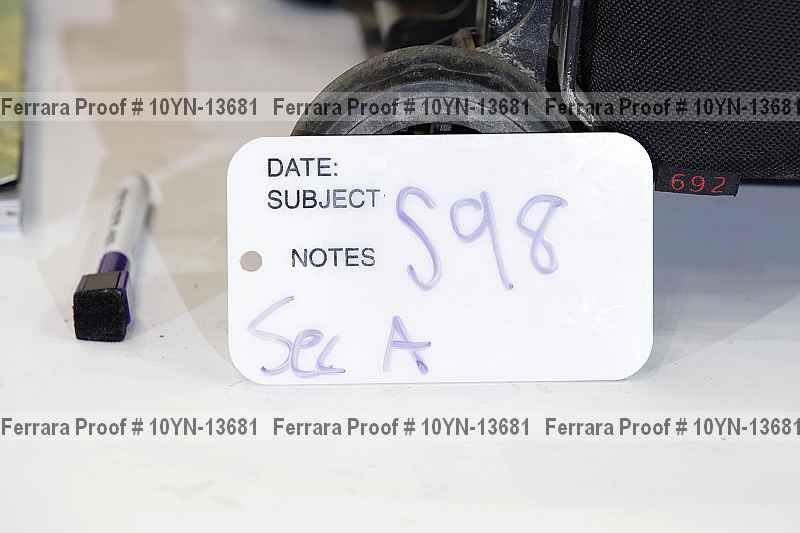 Ferrara Proof # 10YN-13681 Ferrara Proof # 10YN-13681 Ferrara Proof # 10YN-13681
DATE:
692
SUBJECT S98
NOTES
Sec A
Ferrara Proof # 10YN-13681 Ferrara Proof # 10YN-13681 Ferrara Proof # 10YN-13681